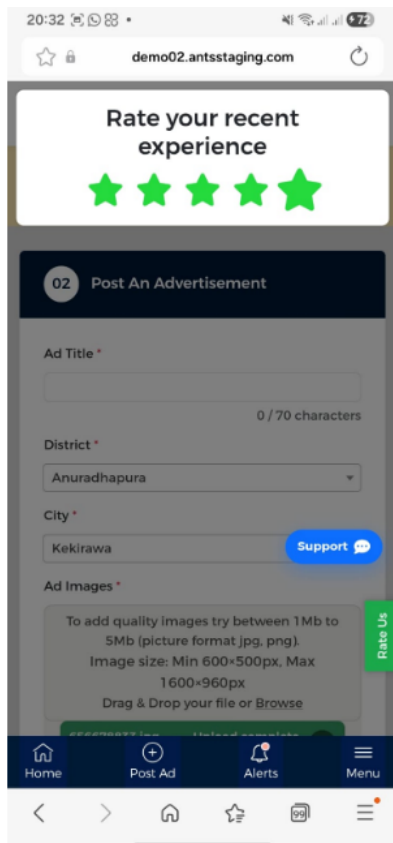 20:32
72
demo02.antsstaging.com
Rate your recent
experience
02 Post An Advertisement
Ad Title *
0 / 70 characters
District *
Anuradhapura
City *
Kekirawa
Support
Ad Images *
To add quality images try between 1Mb to
5Mb (picture format jpg, png).
Image size: Min 600×500px, Max
1600×960px
Drag & Drop your file or Browse
Rate Us
Upload complete
Home
Post Ad
Alerts
Menu
99